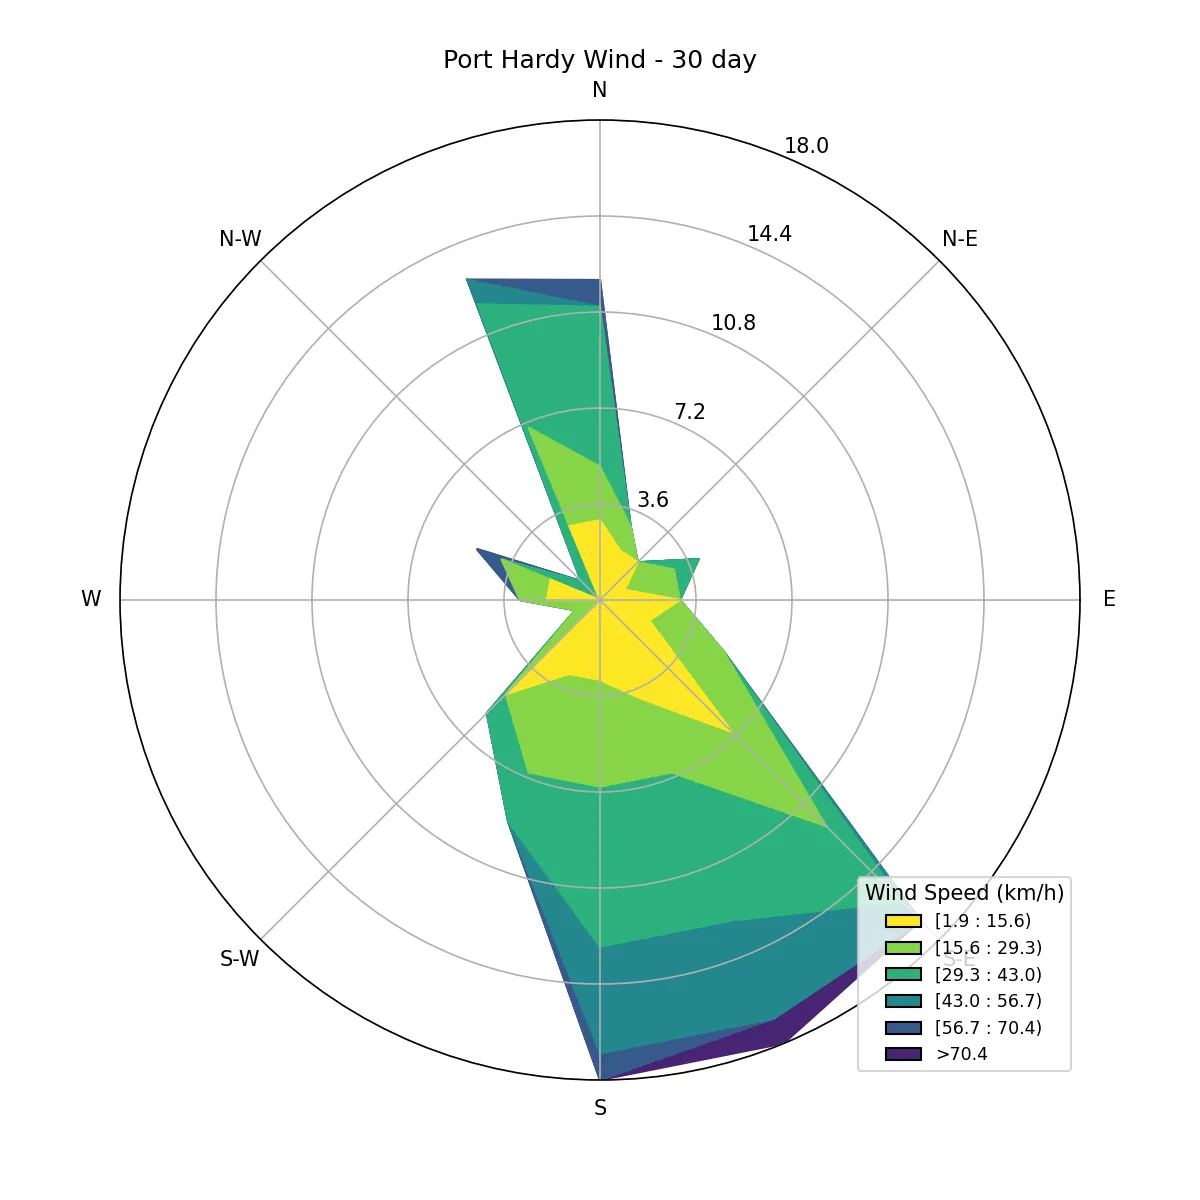 Port Hardy Wind - 30 day
N
18.0
14.4
N-W
N-E
10.8
7.2
3.6
W
E
Wind Speed (km/h)
[1.9 : 15.6)
[15.6 : 29.3)
S-W
S-E
[29.3 : 43.0)
[43.0 : 56.7)
[56.7 : 70.4)
>70.4
S